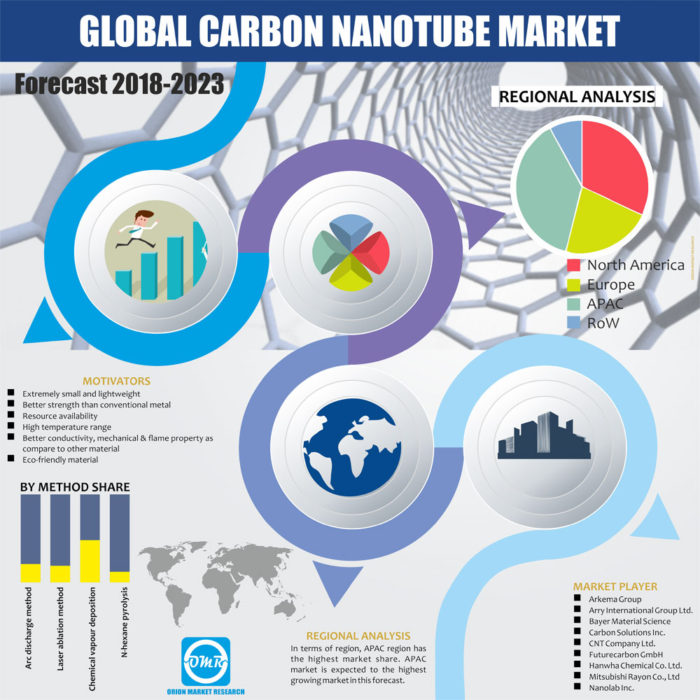 GLOBAL CARBON NANOTUBE MARKET
Forecast 2018-2023
REGIONAL ANALYSIS
North America
Europe
APAC
RoW
MOTIVATORS
Extremely small and lightweight
Better strength than conventional metal
Resource availability
High temperature range
Better conductivity, mechanical & flame property as
compare to other material
Eco-friendly material
BY METHOD SHARE
Arc discharge method
Laser ablation method
Chemical vapour deposition
N-hexane pyrolysis
OMR
ORION MARKET RESEARCH
REGIONAL ANALYSIS
In terms of region, APAC region has
the highest market share. APAC
market is expected to the highest
growing market in this forecast.
MARKET PLAYER
Arkema Group
Arry International Group Ltd.
Bayer Material Science
Carbon Solutions Inc.
CNT Company Ltd.
Futurecarbon GmbH
Hanwha Chemical Co. Ltd.
Mitsubishi Rayon Co., Ltd
Nanolab Inc.